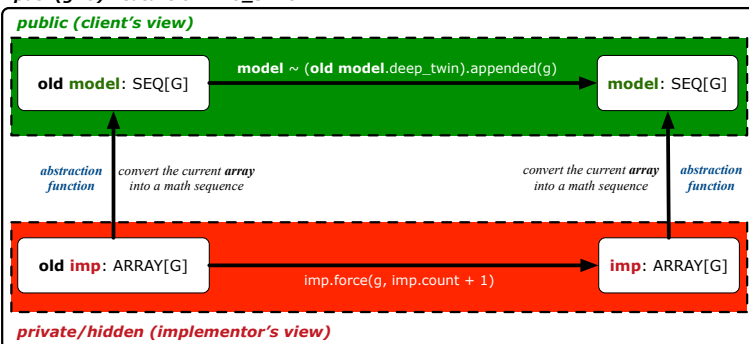 public (client's view)
model ~ (old model.deep_twin).appended(g)
old model: SEQ[G]
model: SEQ[G]
abstraction
function
convert the current array
into a math sequence
convert the current array
into a math sequence
abstraction
function
old imp: ARRAY[G]
imp: ARRAY[G]
imp.force(g, imp.count + 1)
private/hidden (implementor's view)